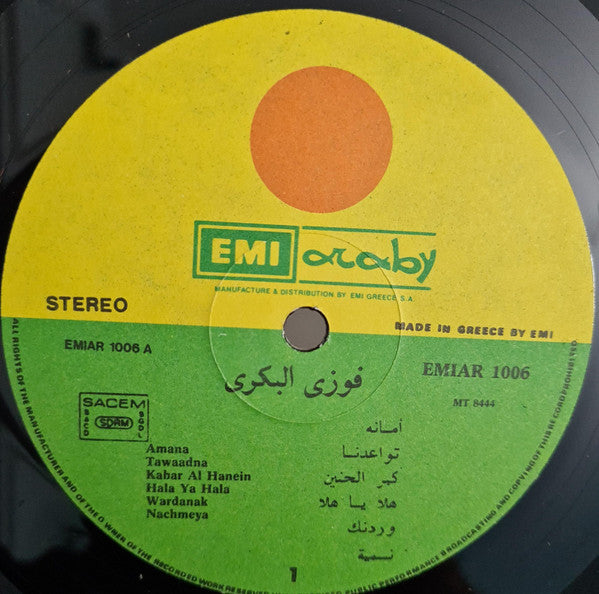 EMI araby
MANUFACTURE & DISTRIBUTION BY EMI GREECE S.A.
STEREO
MADE IN GREECE BY EMI
EMIAR 1006 A
فوزى البكرى
EMIAR 1006
MT 8444
SACEM
SACD
SDRM
SGDL
أمانه
تواعدنا
كبر الحنين
هلا يا هلا
وردنك
نسمية
Amana
Tawaadna
Kabar Al Hanein
Hala Ya Hala
Wardanak
Nachmeya
1
ALL RIGHTS OF THE MANUFACTURER AND OF THE OWNER OF THE RECORDED WORK RESERVED PUBLIC PERFORMANCE BROADCASTING AND COPYING OF THIS RECORD PROHIBITED